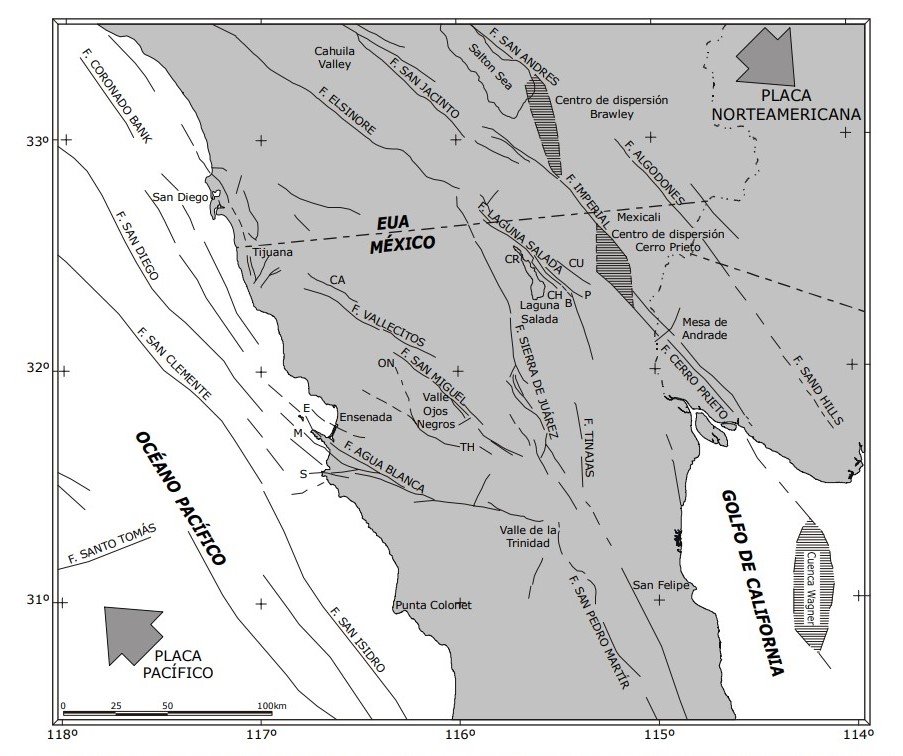 F. SAN ANDRES
Cahuila
Valley
Salton Sea
F. CORONADO BANK
F. SAN JACINTO
F. ELSINORE
PLACA
NORTEAMERICANA
Centro de dispersión
Brawley
33º
F. ALGODONES
F. IMPERIAL
San Diego
F. LAGUNA SALADA
Mexicali
EUA
MÉXICO
F. SAN DIEGO
Centro de dispersión
Cerro Prieto
Tijuana
CR
CU
CA
CH
B
P
Laguna
Salada
F. VALLECITOS
Mesa de
Andrade
F. SAN CLEMENTE
F. SIERRA DE JUÁREZ
F. CERRO PRIETO
F. SAND HILLS
32º
ON
F. SAN MIGUEL
Valle
Ojos
Negros
E
Ensenada
M
TH
F. TINAJAS
F. AGUA BLANCA
S
OCÉANO PACÍFICO
GOLFO DE CALIFORNIA
F. SANTO TOMÁS
Valle de la
Trinidad
Cuenca Wagner
F. SAN PEDRO MARTÍR
San Felipe
31º
Punta Colonet
F. SAN ISIDRO
PLACA
PACÍFICO
0 25 50 100km
118º 117º 116º 115º 114º